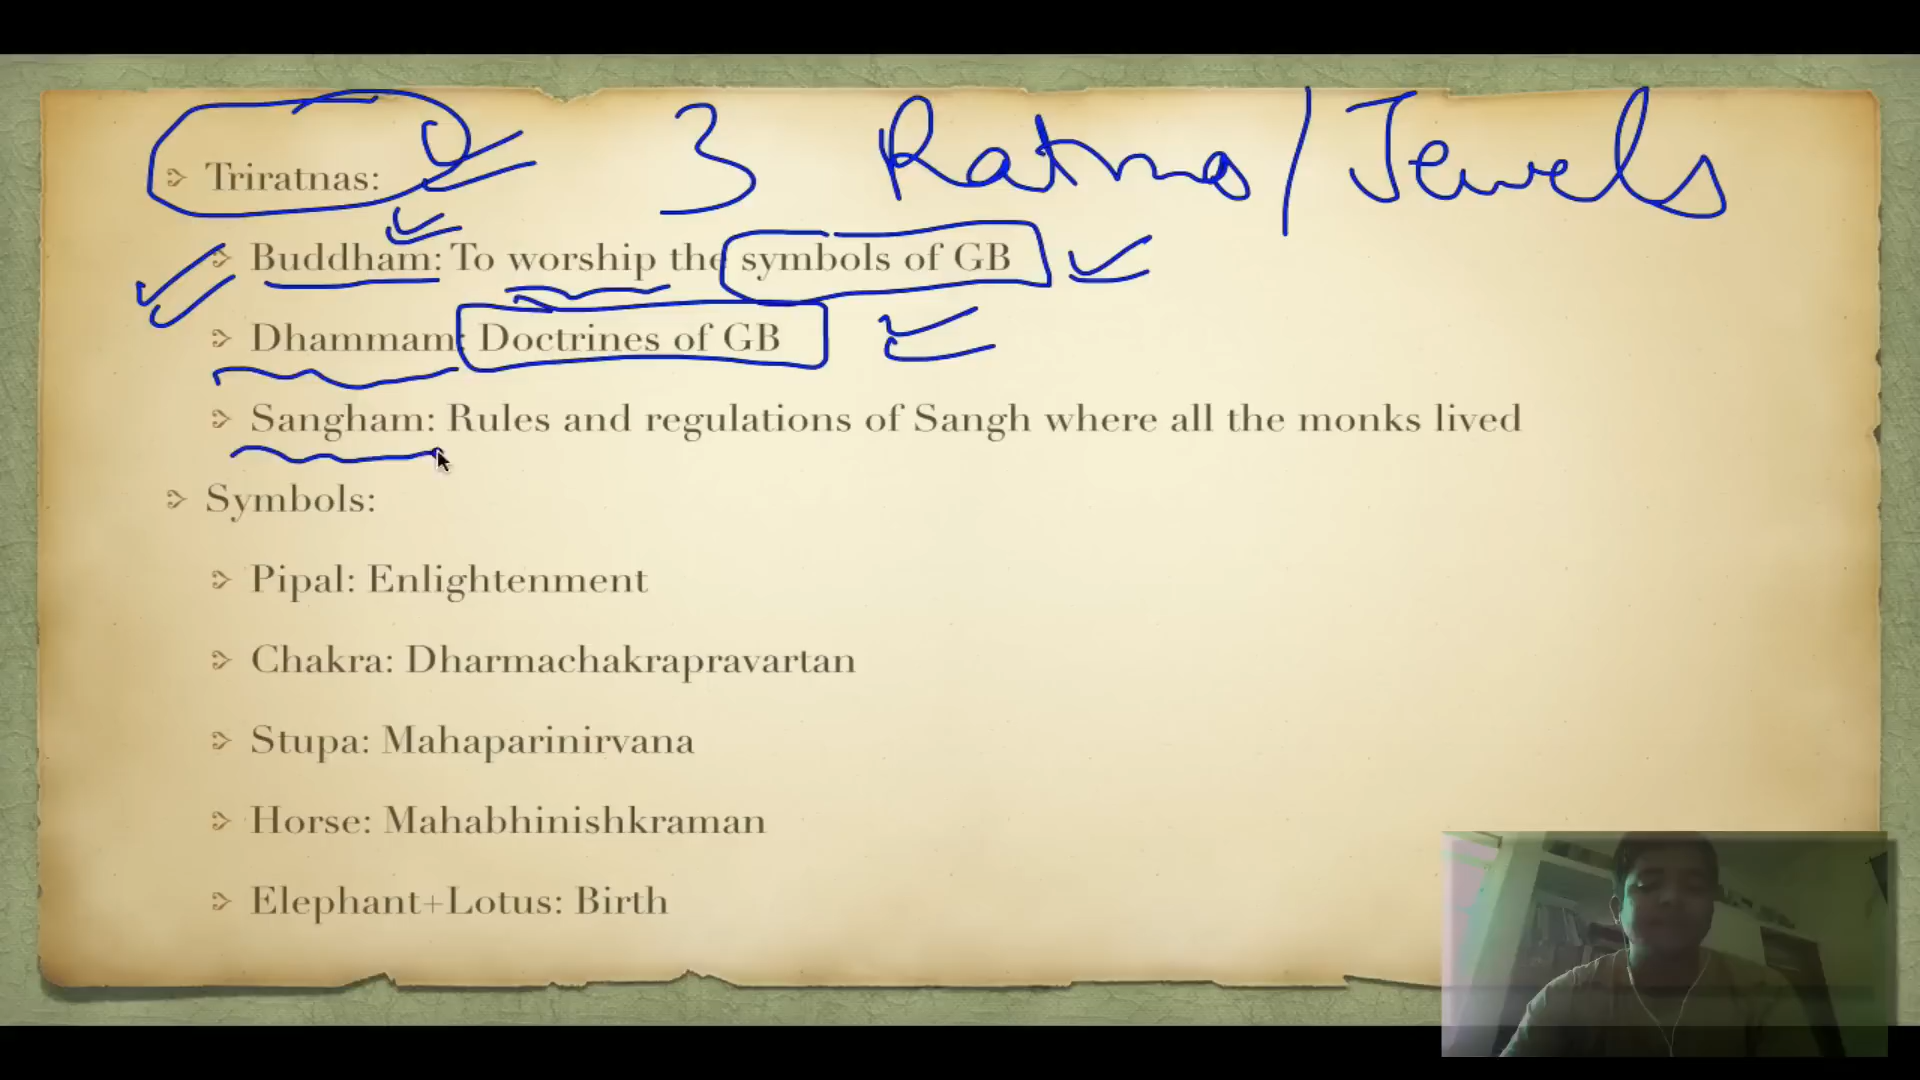 Triratnas: 3 Ratna/Jewels
Buddham: To worship the symbols of GB
Dhammam: Doctrines of GB
Sangham: Rules and regulations of Sangh where all the monks lived
Symbols:
Pipal: Enlightenment
Chakra: Dharmachakrapravartan
Stupa: Mahaparinirvana
Horse: Mahabhinishkraman
Elephant+Lotus: Birth